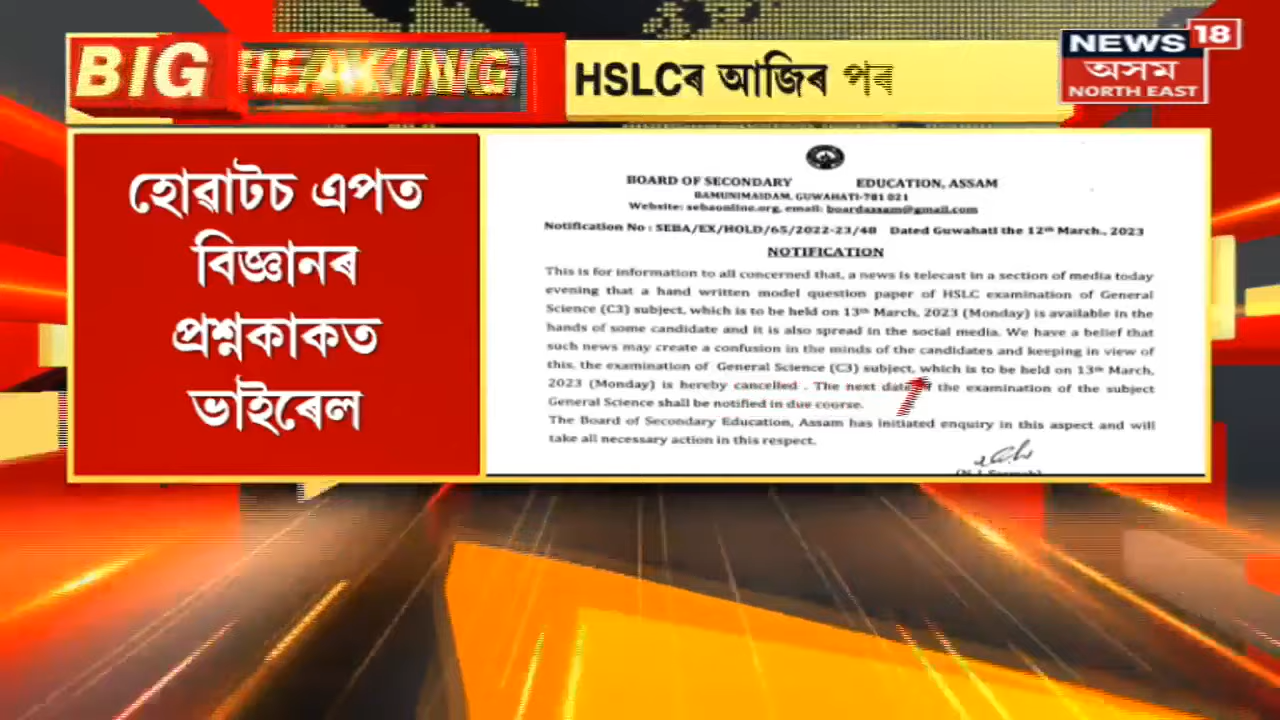 BIG BREAKING
HSLCৰ আজিৰ পৰ
NEWS 18
অসম
NORTH EAST
হোৱাটচ এপত
বিজ্ঞানৰ
প্ৰশ্নকাকত
ভাইৰেল
BOARD OF SECONDARY EDUCATION, ASSAM
BAMUNIMAIDAM, GUWAHATI-781 021
Website: sebaonline.org, email: boardassam@gmail.com
Notification No : SEBA/EX/HOLD/65/2022-23/48 Dated Guwahati the 12th March., 2023
NOTIFICATION
This is for information to all concerned that, a news is telecast in a section of media today
evening that a hand written model question paper of HSLC examination of General
Science (C3) subject, which is to be held on 13th March, 2023 (Monday) is available in the
hands of some candidate and it is also spread in the social media. We have a belief that
such news may create a confusion in the minds of the candidates and keeping in view of
this, the examination of General Science (C3) subject, which is to be held on 13th March,
2023 (Monday) is hereby cancelled . The next date of the examination of the subject
General Science shall be notified in due course.
The Board of Secondary Education, Assam has initiated enquiry in this aspect and will
take all necessary action in this respect.